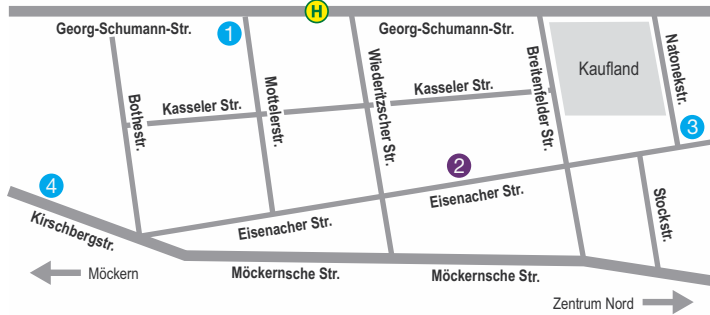 H
Georg-Schumann-Str.
1
Georg-Schumann-Str.
Natonekstr.
Kaufland
Bothestr.
Mottelerstr.
Wiederitzscher Str.
Breitenfelder Str.
Kasseler Str.
Kasseler Str.
3
2
4
Eisenacher Str.
Eisenacher Str.
Stockstr.
Kirschbergstr.
Möckern
Möckernsche Str.
Möckernsche Str.
Zentrum Nord